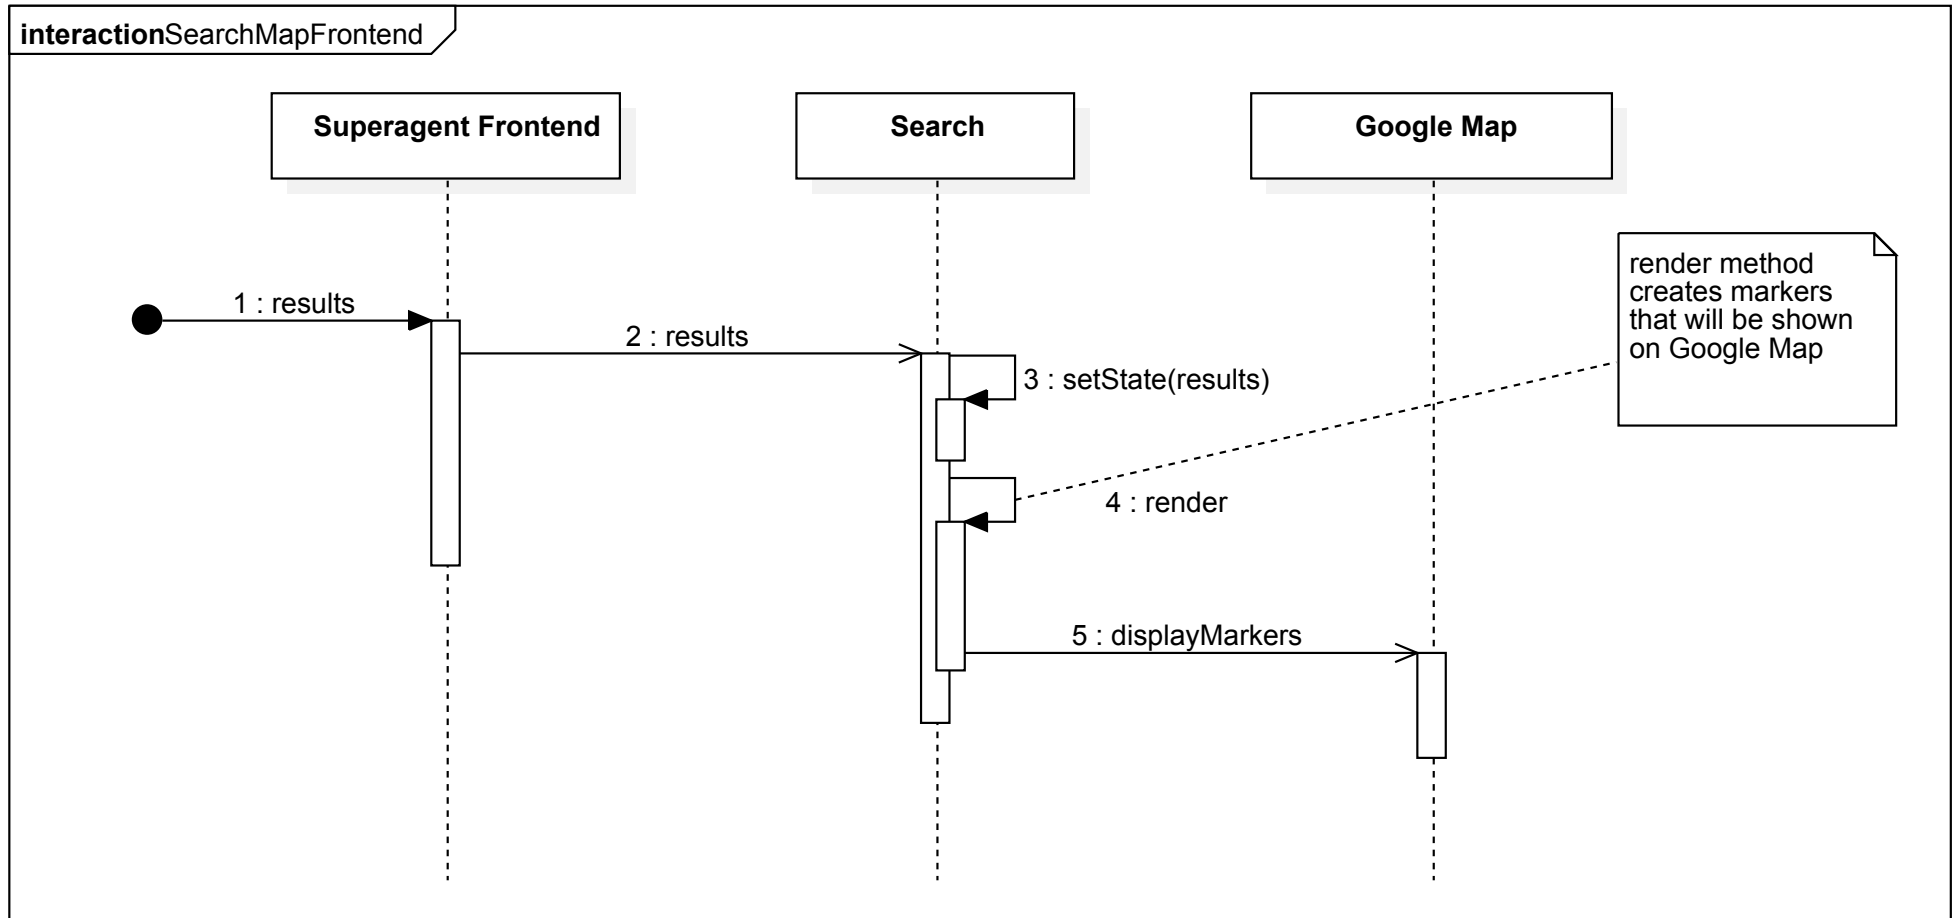 interactionSearchMapFrontend
Superagent Frontend
Search
Google Map
render method
creates markers
that will be shown
on Google Map
1 : results
2 : results
3 : setState(results)
4 : render
5 : displayMarkers